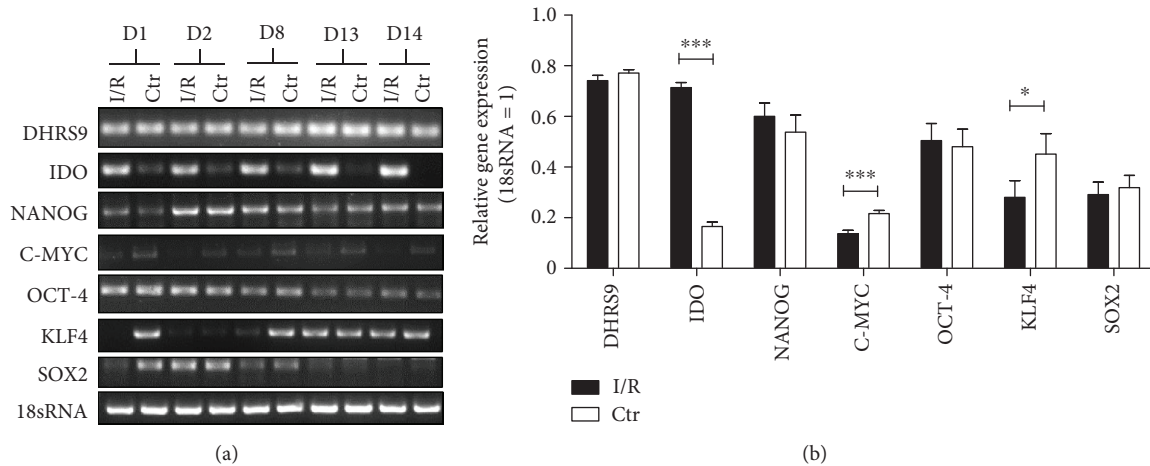 D1 D2 D8 D13 D14
I/R Ctr I/R Ctr I/R Ctr I/R Ctr I/R Ctr
DHRS9
IDO
NANOG
C-MYC
OCT-4
KLF4
SOX2
18sRNA
(a)
Relative gene expression
(18sRNA = 1)
1.0
0.8
0.6
0.4
0.2
0
***
***
*
DHRS9
IDO
NANOG
C-MYC
OCT-4
KLF4
SOX2
I/R
Ctr
(b)